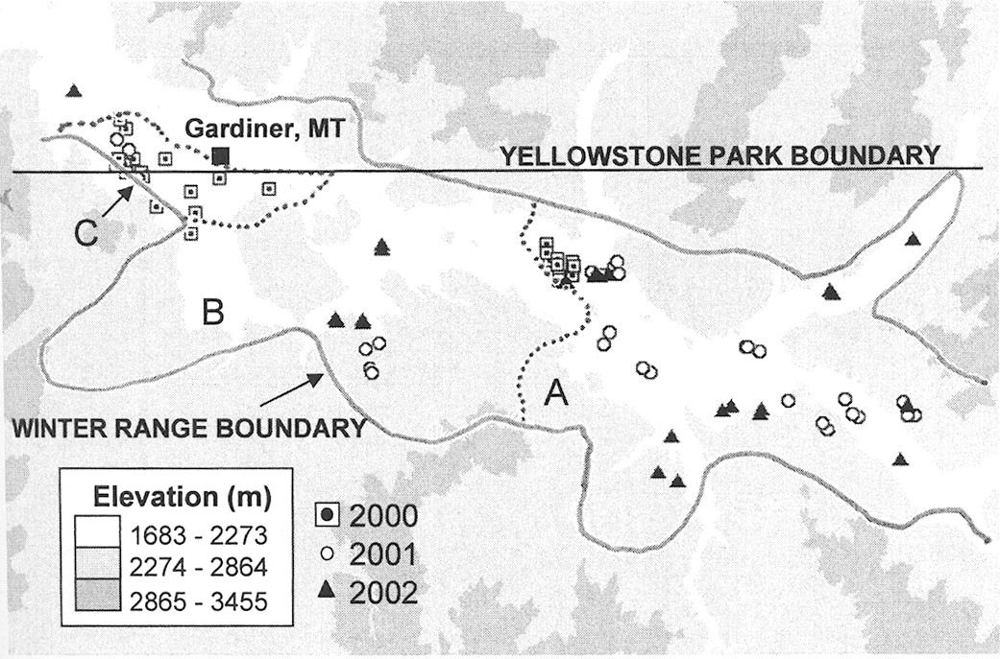 Gardiner, MT
YELLOWSTONE PARK BOUNDARY
C
B
A
WINTER RANGE BOUNDARY
Elevation (m)
1683 - 2273
2274 - 2864
2865 - 3455
2000
2001
2002